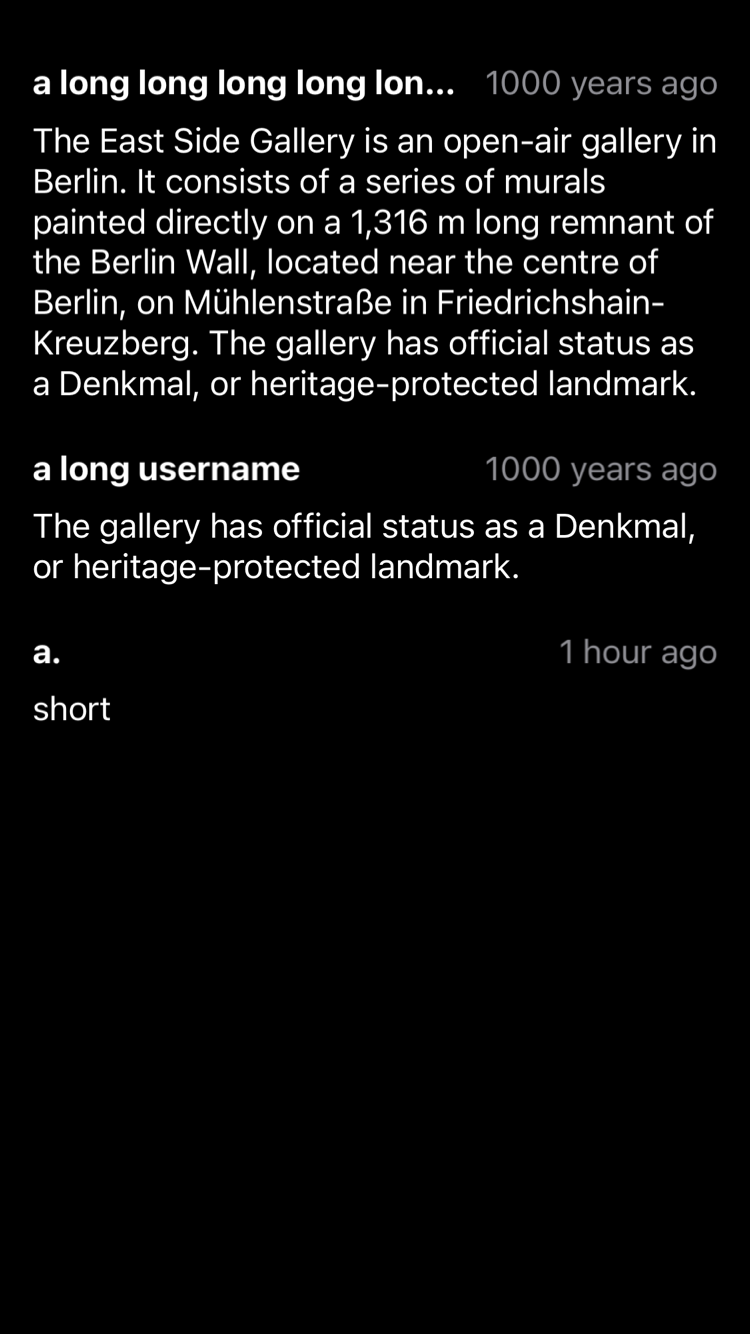 a long long long long lon... 1000 years ago
The East Side Gallery is an open-air gallery in
Berlin. It consists of a series of murals
painted directly on a 1,316 m long remnant of
the Berlin Wall, located near the centre of
Berlin, on Mühlenstraße in Friedrichshain-
Kreuzberg. The gallery has official status as
a Denkmal, or heritage-protected landmark.
a long username 1000 years ago
The gallery has official status as a Denkmal,
or heritage-protected landmark.
a. 1 hour ago
short